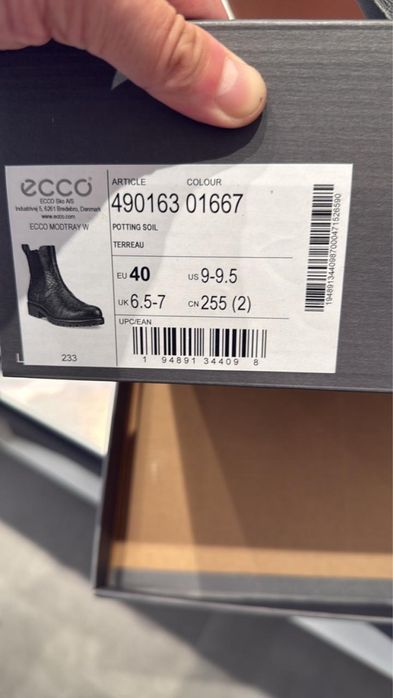 ecco
ECCO Sko A/S
Industrivej 5, 6261 Bredebro, Danmark
www.ecco.com
ECCO MODTRAY W
ARTICLE COLOUR
490163 01667
POTTING SOIL
TERREAU
EU 40 US 9-9.5
UK 6.5-7 CN 255 (2)
UPC/EAN
1 94891 34409 8
233